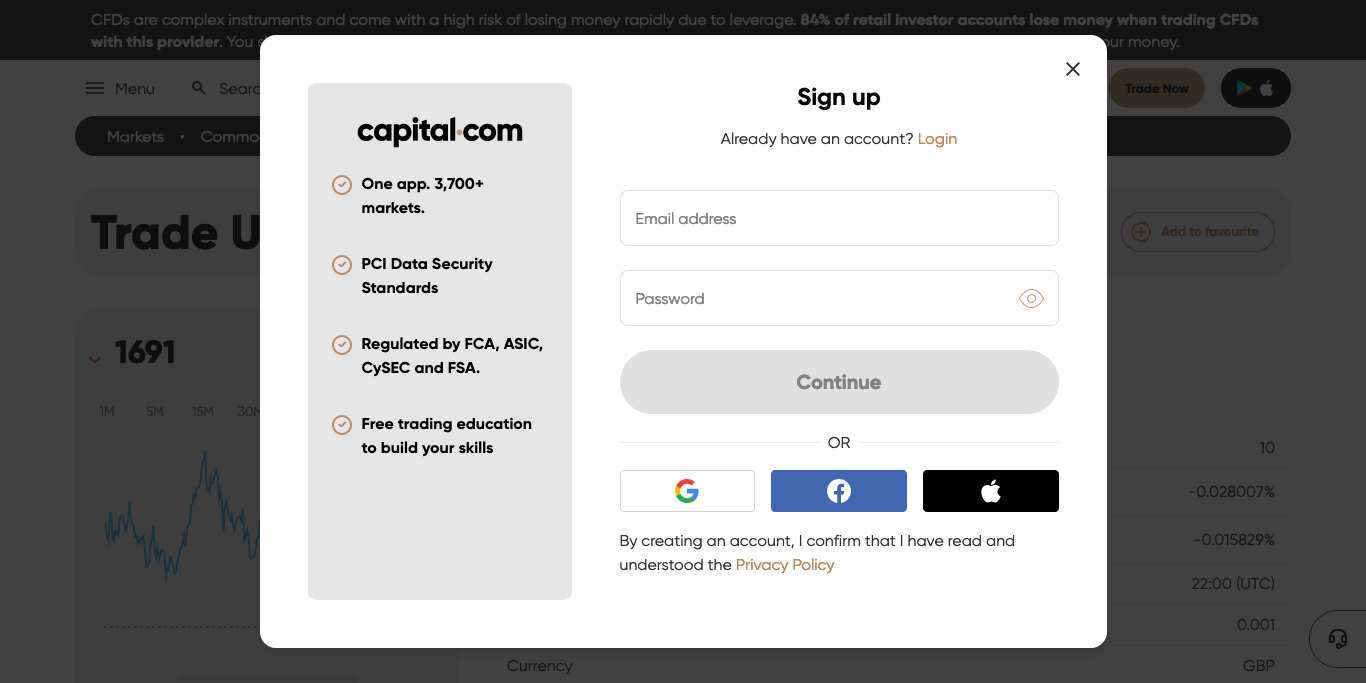 CFDs are complex instruments and come with a high risk of losing money rapidly due to leverage. 84% of retail investor accounts lose money when trading CFDs
with this provider. You
our money.
Menu
Searc
Trade Now
Markets • Commo
Trade U
Add to favourite
1691
1M 5M 15M 30M
10
-0.028007%
-0.015829%
22:00 (UTC)
0.001
Currency
GBP
capital.com
One app. 3,700+
markets.
PCI Data Security
Standards
Regulated by FCA, ASIC,
CySEC and FSA.
Free trading education
to build your skills
Sign up
Already have an account? Login
Email address
Password
Continue
OR
By creating an account, I confirm that I have read and
understood the Privacy Policy